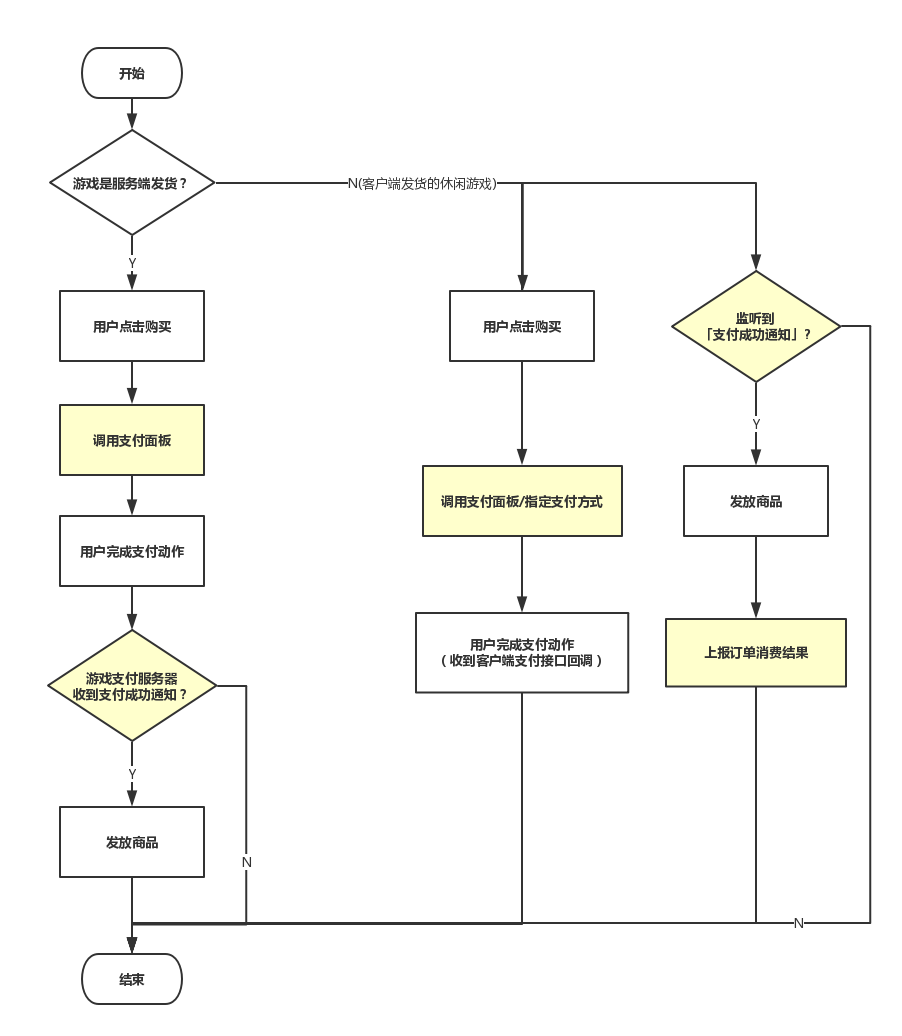 开始
游戏是服务端发货？
N(客户端发货的休闲游戏)
Y
用户点击购买
用户点击购买
监听到
「支付成功通知」?
调用支付面板
Y
调用支付面板/指定支付方式
发放商品
用户完成支付动作
用户完成支付动作
（收到客户端支付接口回调）
上报订单消费结果
游戏支付服务器
收到支付成功通知？
Y
发放商品
N
N
结束